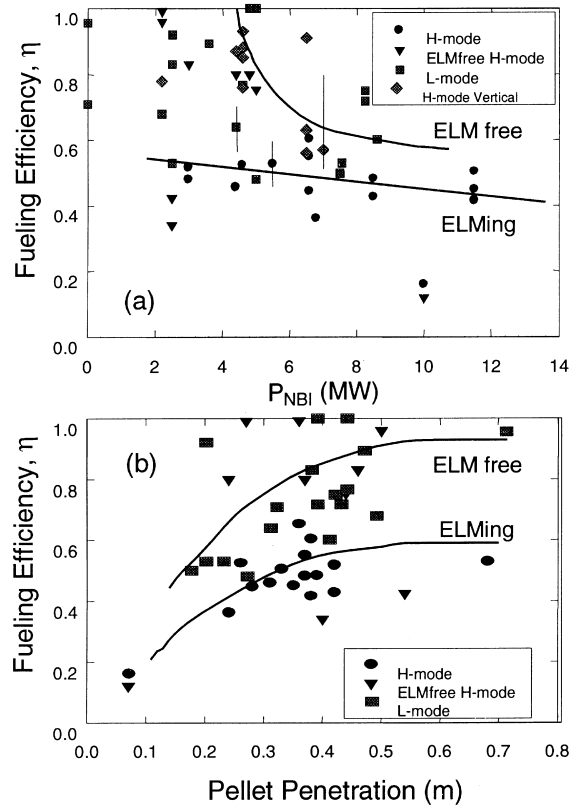 1.0
0.8
0.6
0.4
0.2
0.0
Fueling Efficiency, η
H-mode
ELMfree H-mode
L-mode
H-mode Vertical
ELM free
ELMing
(a)
0
2
4
6
8
10
12
14
P_NBI (MW)
1.0
0.8
0.6
0.4
0.2
0.0
Fueling Efficiency, η
(b)
ELM free
ELMing
H-mode
ELMfree H-mode
L-mode
0.0
0.1
0.2
0.3
0.4
0.5
0.6
0.7
0.8
Pellet Penetration (m)